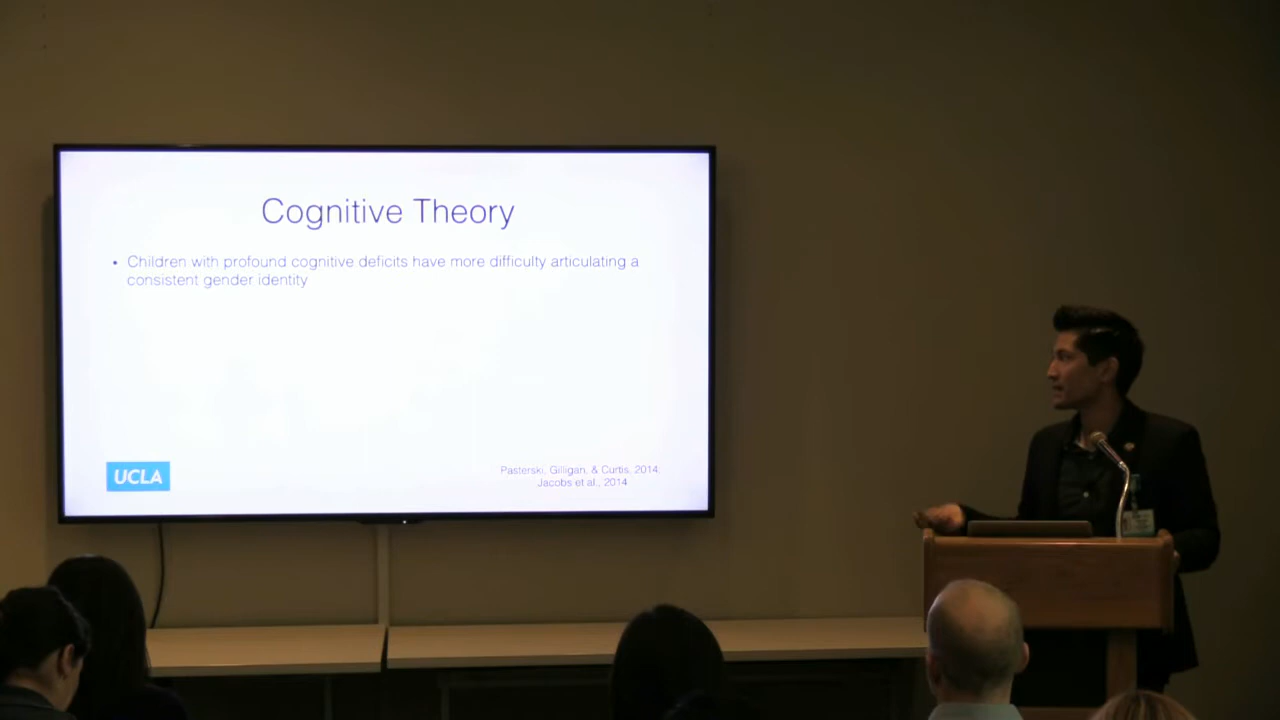 Cognitive Theory
• Children with profound cognitive deficits have more difficulty articulating a
consistent gender identity
UCLA
Pasterski, Gilligan, & Curtis, 2014;
Jacobs et al., 2014